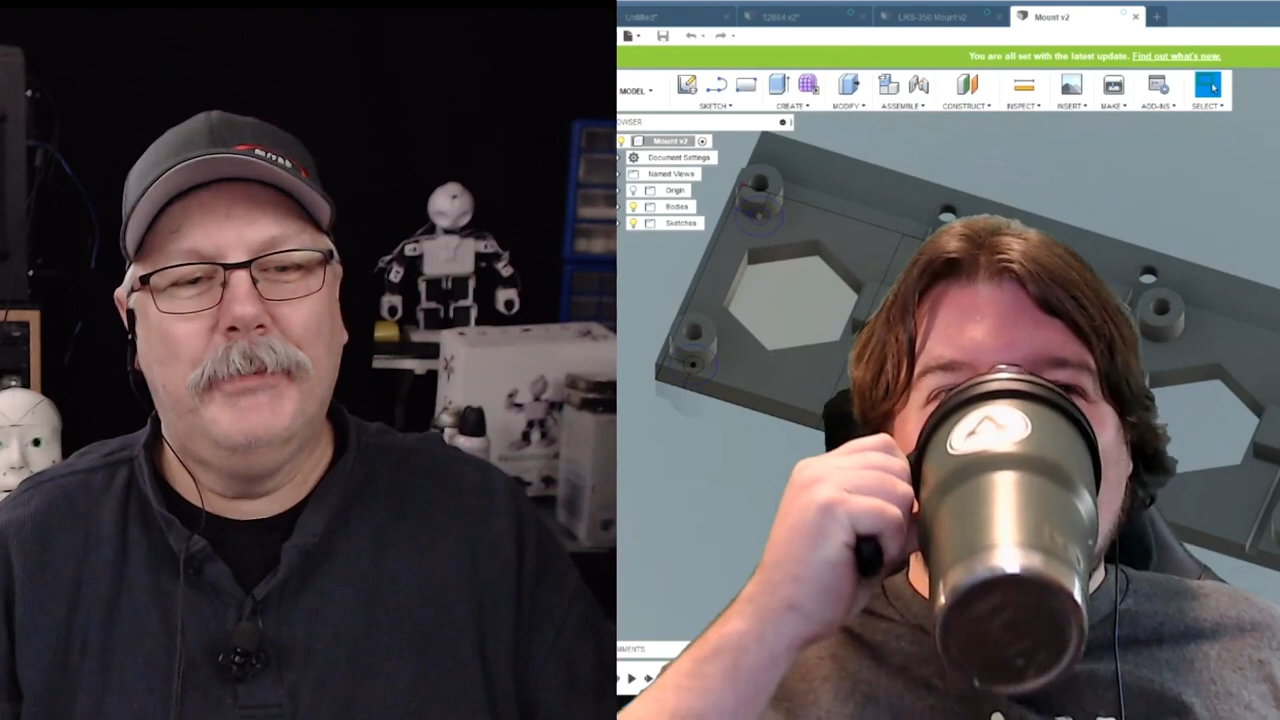 Untitled*
12864 v2*
LRS-350 Mount v2
Mount v2
You are all set with the latest update. Find out what's new.
MODEL
SKETCH
CREATE
MODIFY
ASSEMBLE
CONSTRUCT
INSPECT
INSERT
MAKE
ADD-INS
SELECT
OWSER
Mount v2
Document Settings
Named Views
Origin
Bodies
Sketches
MMENTS